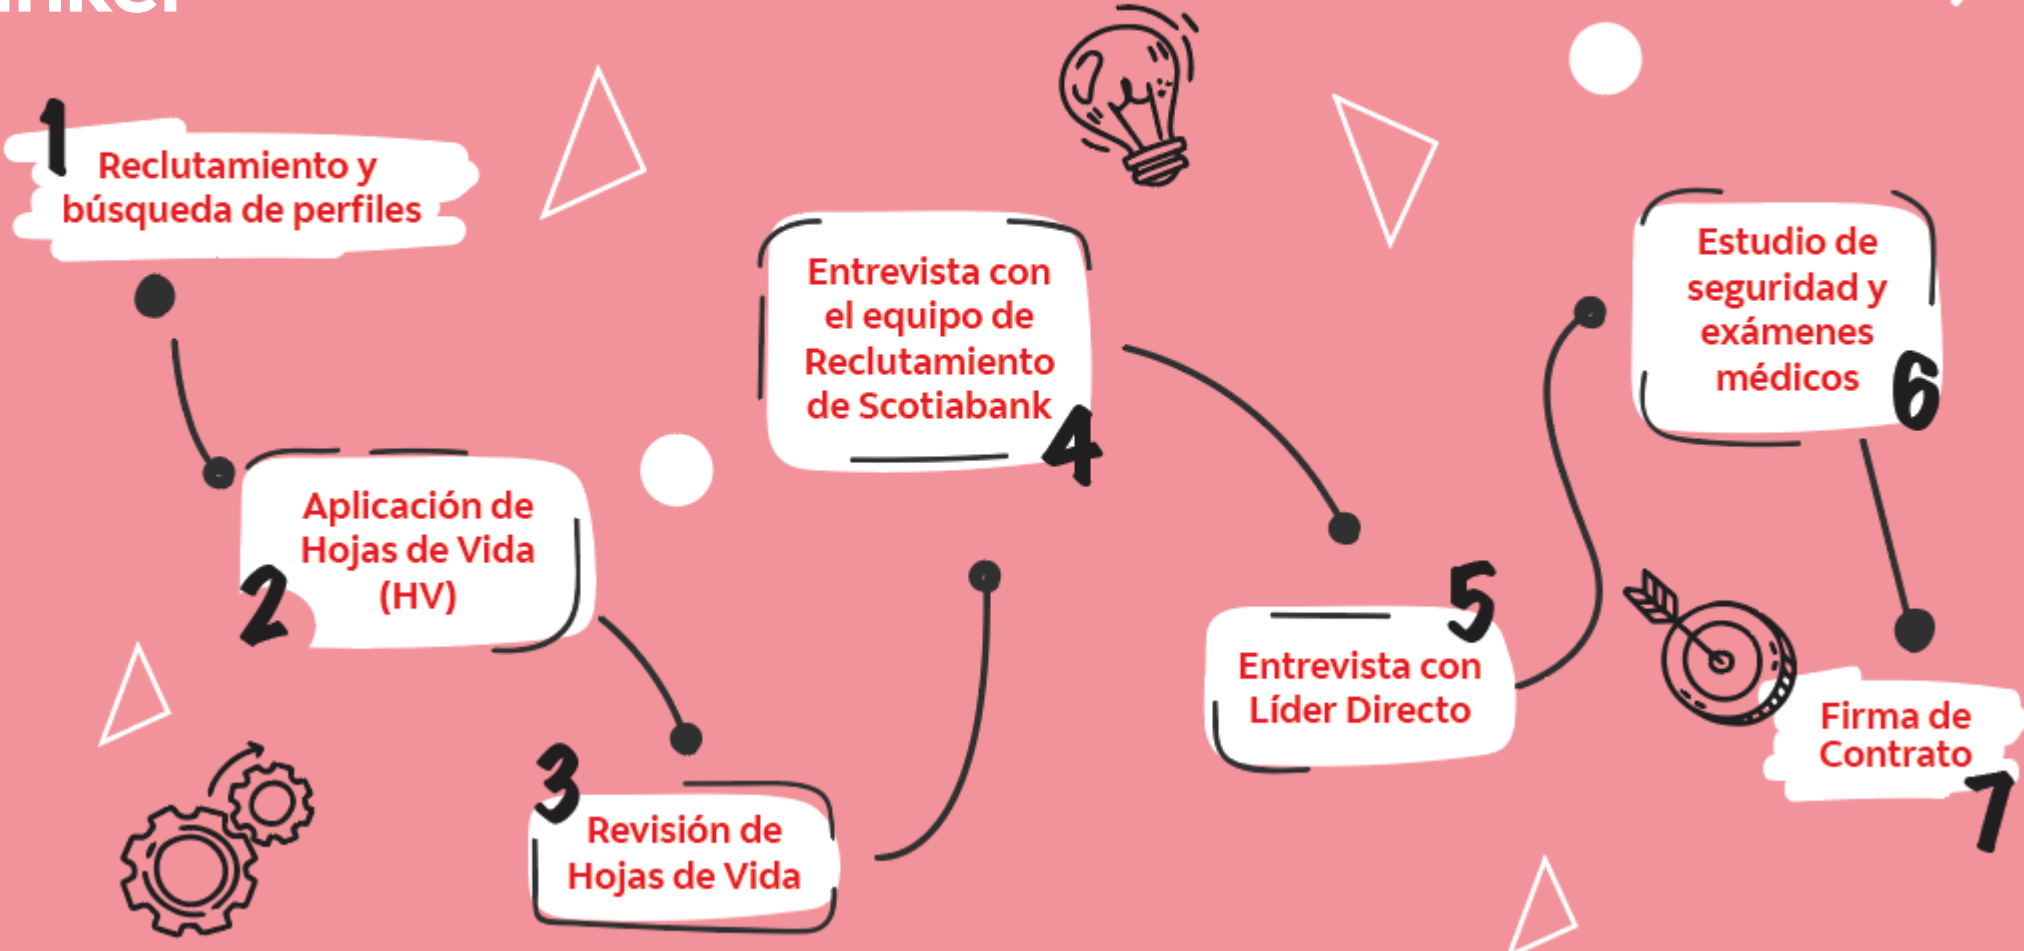 1
Reclutamiento y
búsqueda de perfiles
2
Aplicación de
Hojas de Vida
(HV)
3
Revisión de
Hojas de Vida
4
Entrevista con
el equipo de
Reclutamiento
de Scotiabank
5
Entrevista con
Líder Directo
6
Estudio de
seguridad y
exámenes
médicos
7
Firma de
Contrato